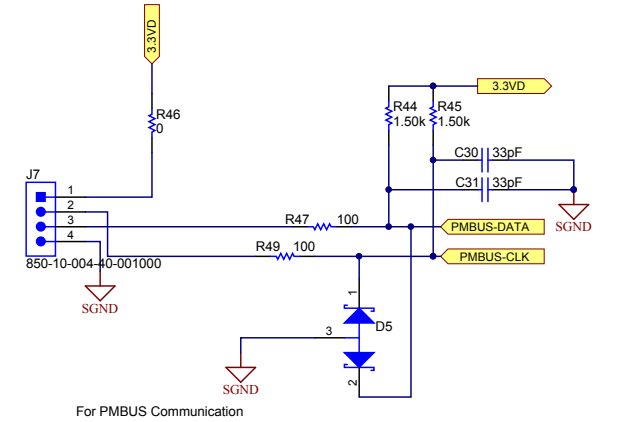 3.3VD
3.3VD
R46
0
R44
1.50k
R45
1.50k
C30
33pF
C31
33pF
SGND
J7
1
2
3
4
850-10-004-40-001000
SGND
R47
100
PMBUS-DATA
R49
100
PMBUS-CLK
1
D5
3
2
SGND
For PMBUS Communication